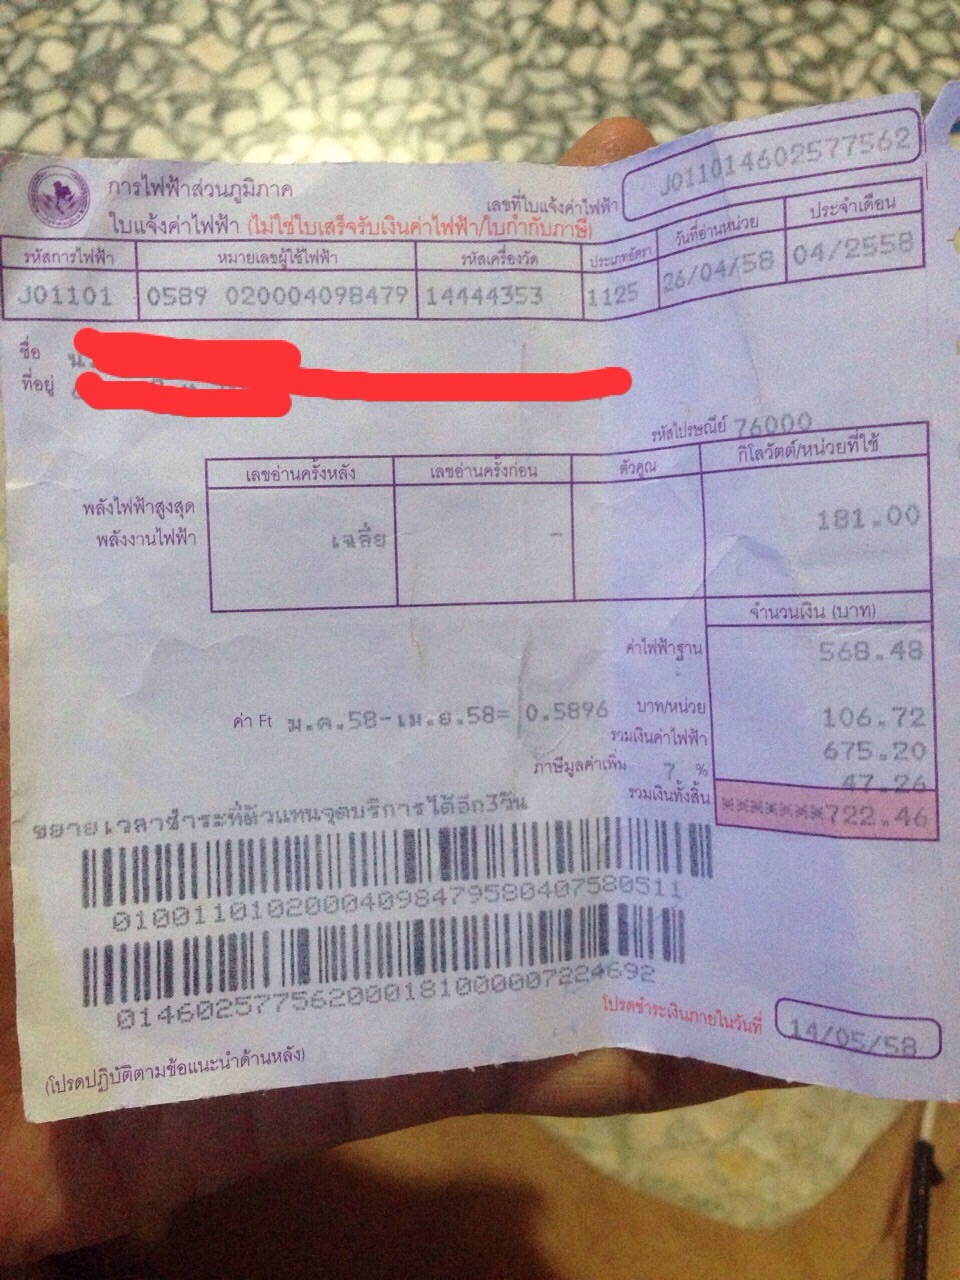 การไฟฟ้าส่วนภูมิภาค
เลขที่ใบแจ้งค่าไฟฟ้า J011014602577562
ใบแจ้งค่าไฟฟ้า (ไม่ใช่ใบเสร็จรับเงินค่าไฟฟ้า/ใบกำกับภาษี)
รหัสการไฟฟ้า หมายเลขผู้ใช้ไฟฟ้า รหัสเครื่องวัด ประเภทอัตรา วันที่อ่านหน่วย ประจำเดือน
J01101 0589 020004098479 14444353 1125 26/04/58 04/2558
ชื่อ
ที่อยู่
รหัสไปรษณีย์ 76000
เลขอ่านครั้งหลัง เลขอ่านครั้งก่อน ตัวคูณ กิโลวัตต์/หน่วยที่ใช้
พลังไฟฟ้าสูงสุด
พลังงานไฟฟ้า เฉลี่ย - 181.00
จำนวนเงิน (บาท)
ค่าไฟฟ้าฐาน 568.48
ค่า Ft ม.ค.58-เม.ย.58= 0.5896 บาท/หน่วย 106.72
รวมเงินค่าไฟฟ้า 675.20
ภาษีมูลค่าเพิ่ม 7 % 47.26
รวมเงินทั้งสิ้น *******722.46
ขยายเวลาชำระที่ตัวแทนจุดบริการได้อีก3วัน
01001101020004098479580407580511
014602577562000181000007224692
โปรดชำระเงินภายในวันที่ 14/05/58
(โปรดปฏิบัติตามข้อแนะนำด้านหลัง)